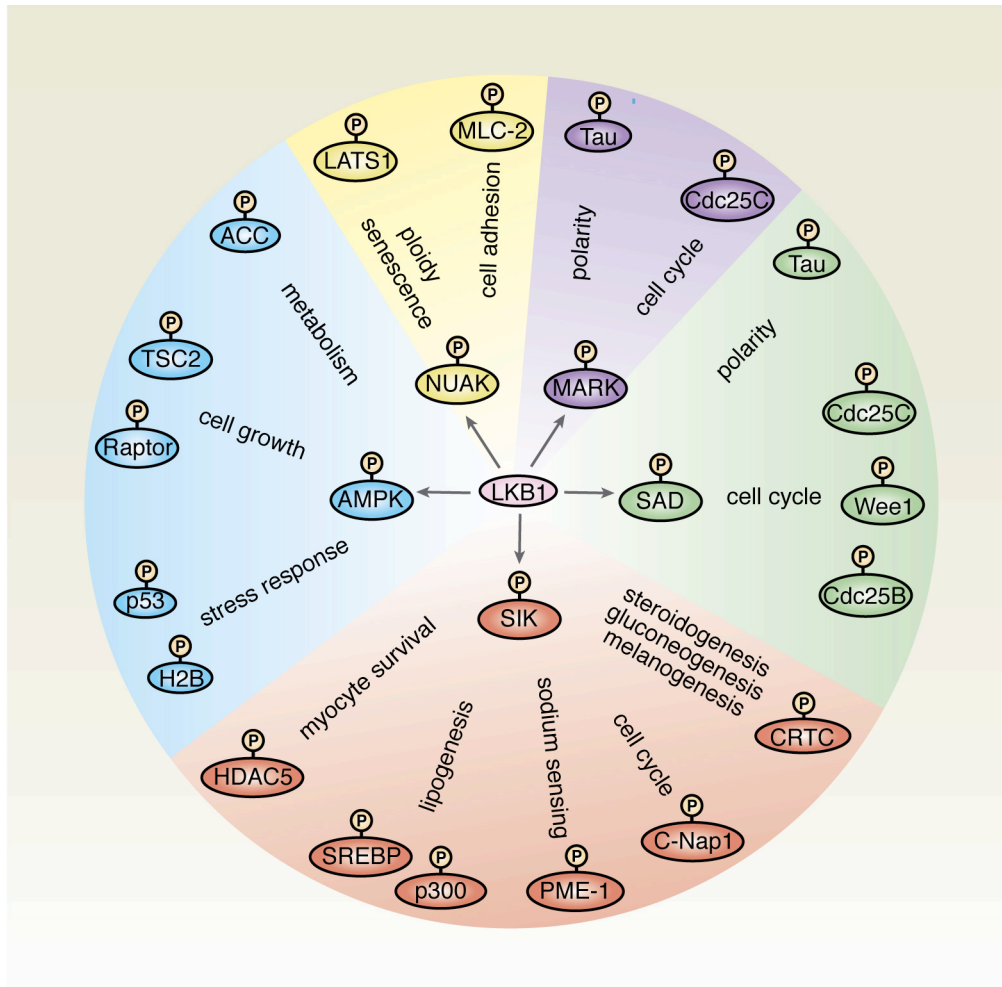 P
MLC-2
P
LATS1
P
Tau
P
Cdc25C
P
ACC
P
Tau
ploidy
senescence
cell adhesion
polarity
cell cycle
metabolism
polarity
P
TSC2
P
NUAK
P
MARK
P
Raptor
cell growth
P
Cdc25C
P
AMPK
LKB1
P
SAD
cell cycle
P
Wee1
stress response
P
p53
P
SIK
P
Cdc25B
P
H2B
myocyte survival
steroidogenesis
gluconeogenesis
melanogenesis
lipogenesis
sodium sensing
cell cycle
P
HDAC5
P
CRTC
P
SREBP
P
p300
P
PME-1
P
C-Nap1